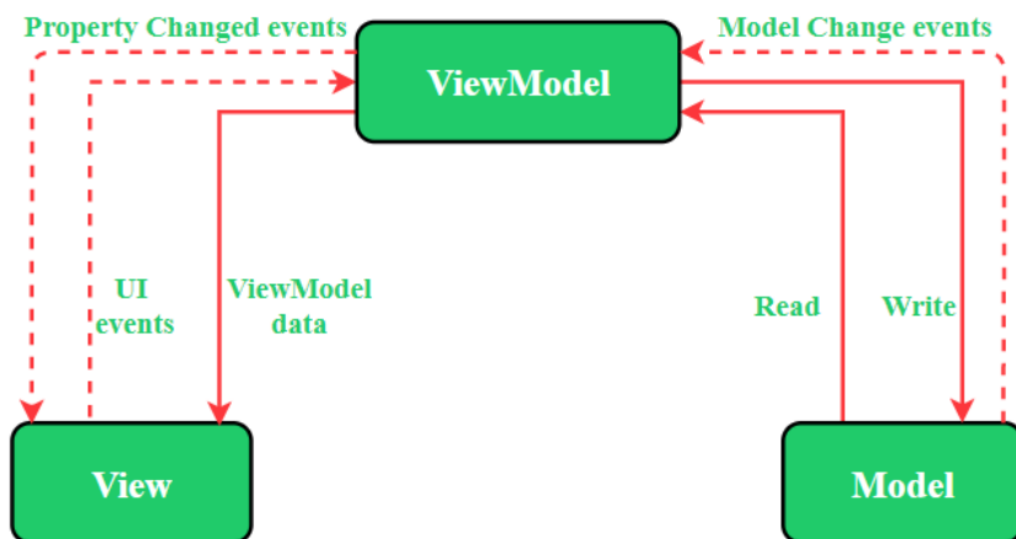 Property Changed events
Model Change events
ViewModel
UI
events
ViewModel
data
Read
Write
View
Model